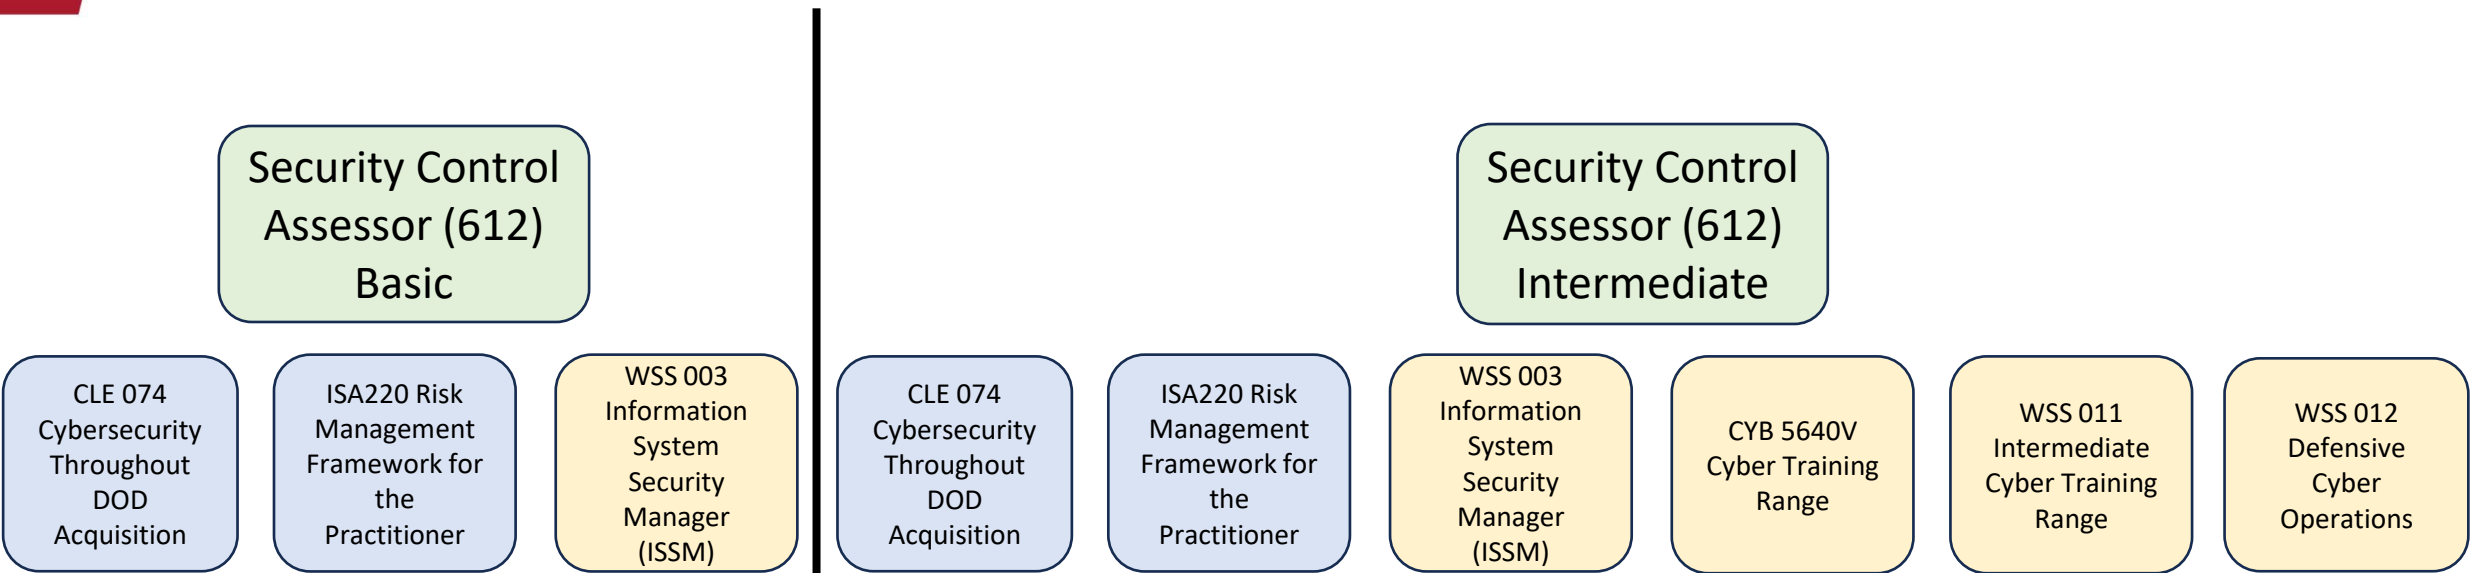 Security Control
Assessor (612)
Basic
CLE 074
Cybersecurity
Throughout
DOD
Acquisition
ISA220 Risk
Management
Framework for
the
Practitioner
WSS 003
Information
System
Security
Manager
(ISSM)
Security Control
Assessor (612)
Intermediate
CLE 074
Cybersecurity
Throughout
DOD
Acquisition
ISA220 Risk
Management
Framework for
the
Practitioner
WSS 003
Information
System
Security
Manager
(ISSM)
CYB 5640V
Cyber Training
Range
WSS 011
Intermediate
Cyber Training
Range
WSS 012
Defensive
Cyber
Operations